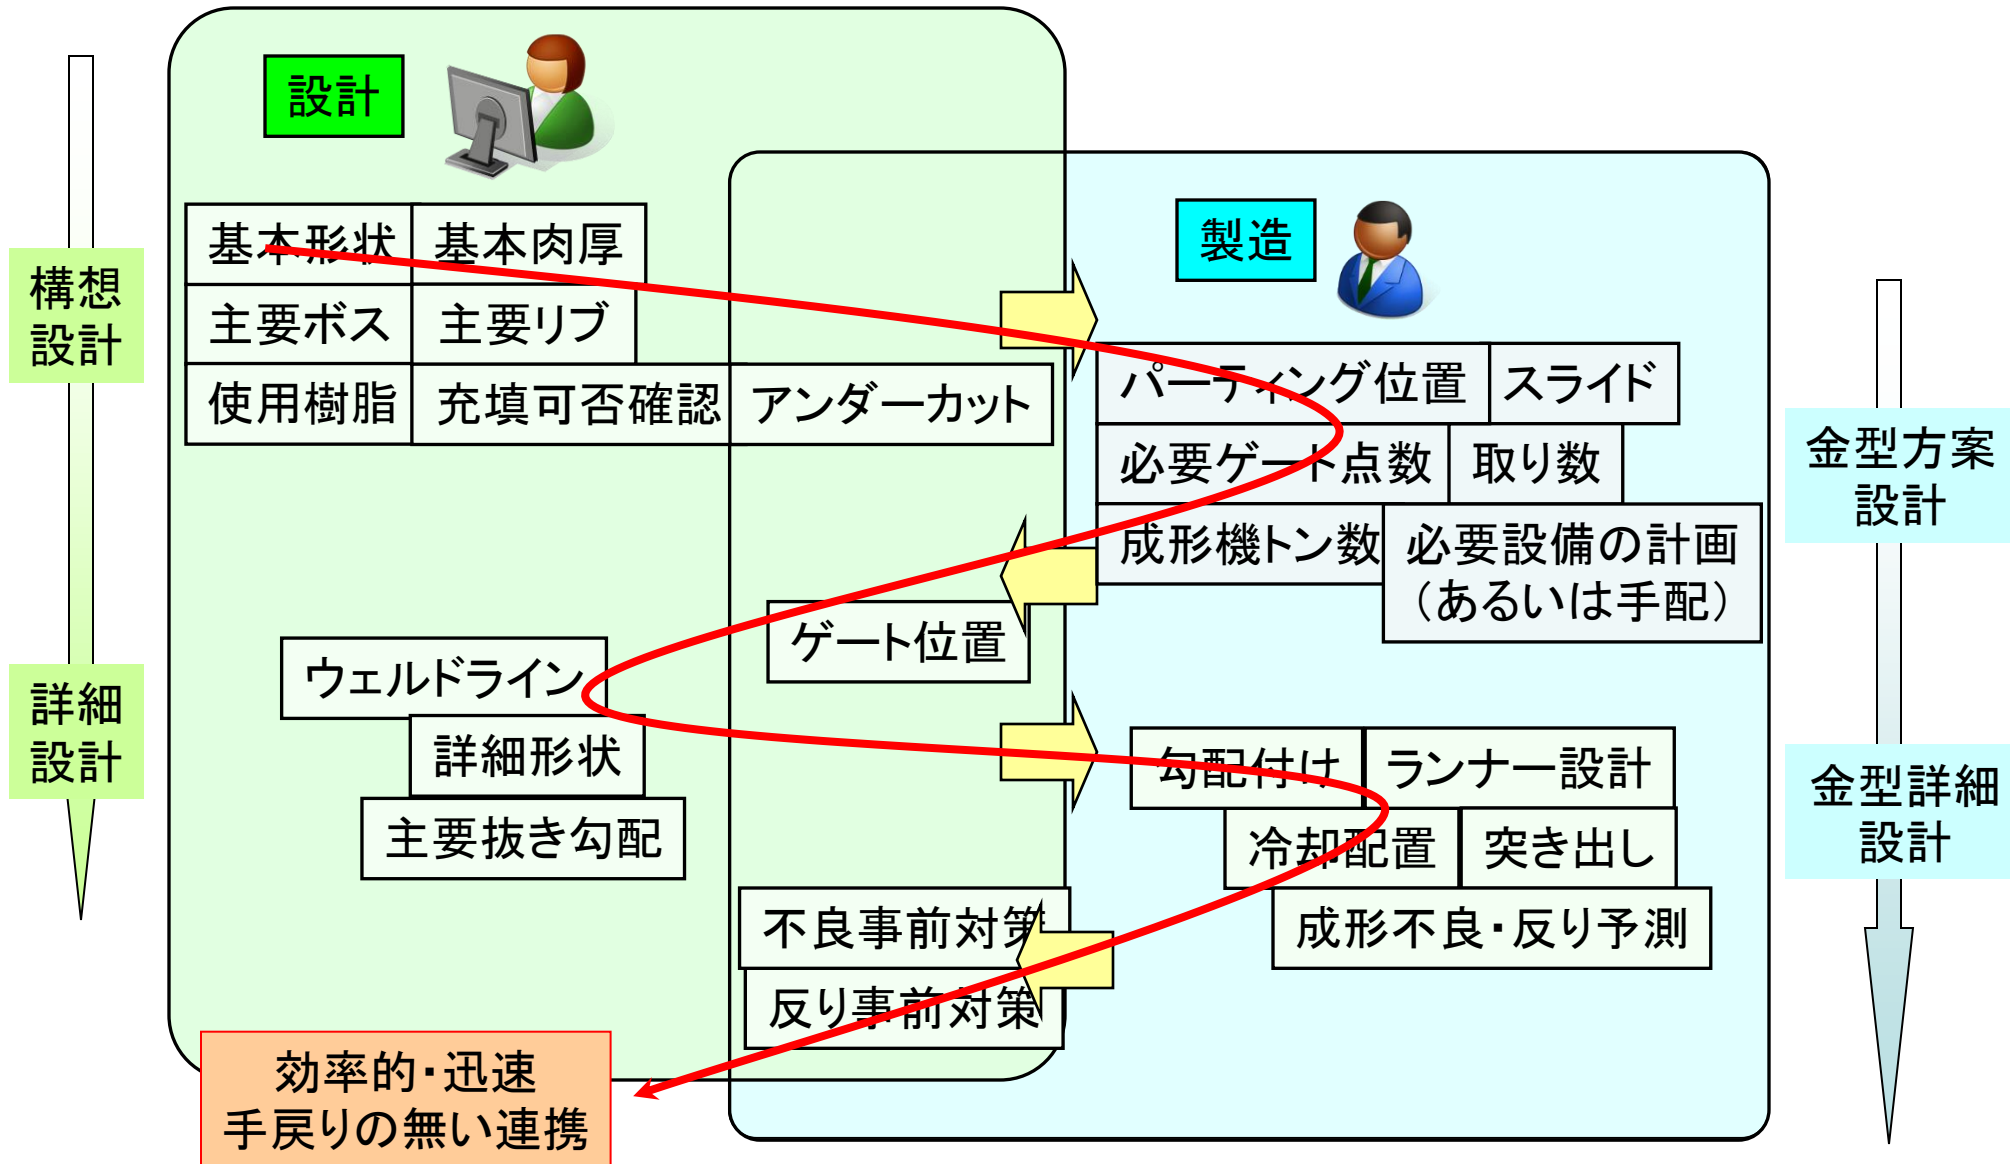 設計
製造
基本形状
基本肉厚
主要ボス
主要リブ
使用樹脂
充填可否確認
アンダーカット
構想
設計
パーティング位置
スライド
必要ゲート点数
取り数
成形機トン数
必要設備の計画
（あるいは手配）
金型方案
設計
ゲート位置
ウェルドライン
詳細形状
主要抜き勾配
詳細
設計
勾配付け
ランナー設計
冷却配置
突き出し
成形不良・反り予測
金型詳細
設計
不良事前対策
反り事前対策
効率的・迅速
手戻りの無い連携